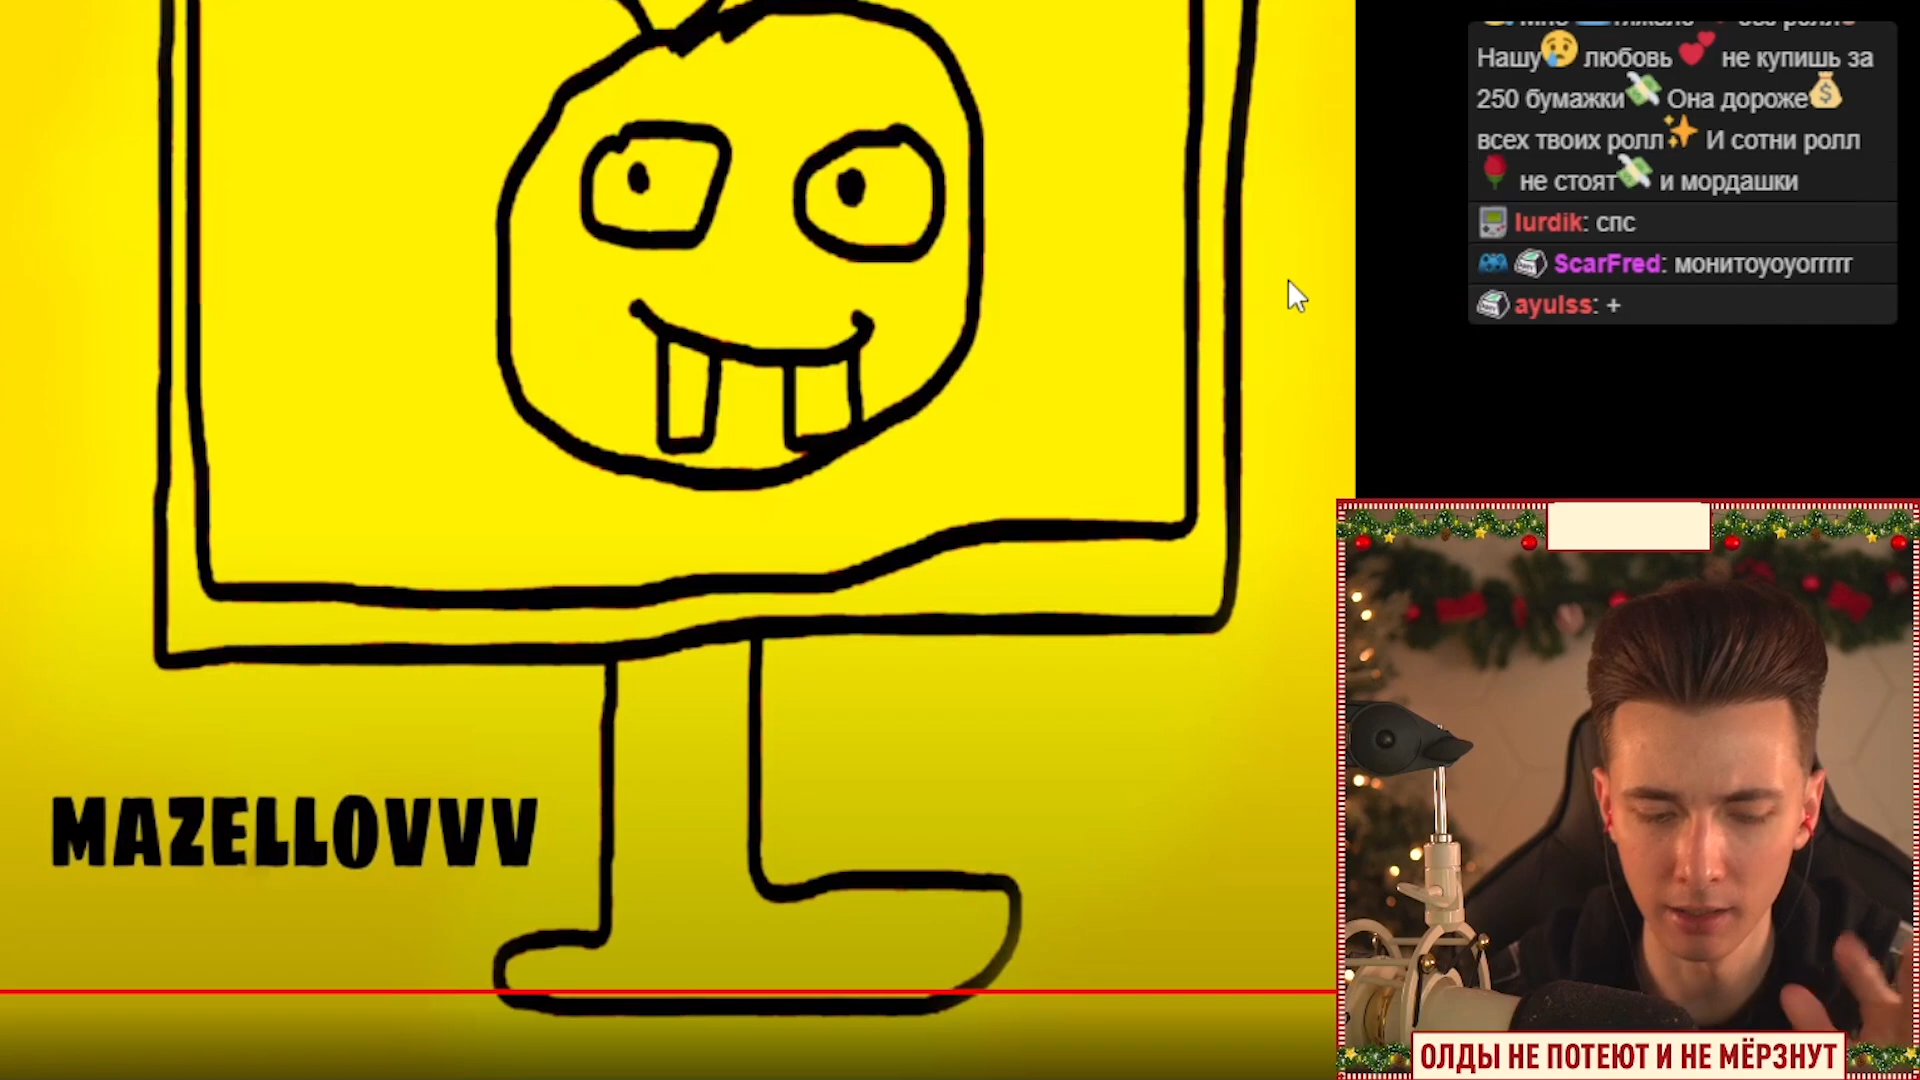 Нашу😢 любовь 💕 не купишь за
250 бумажки💸 Она дороже💰
всех твоих ролл✨ И сотни ролл
🌹 не стоят💸 и мордашки
lurdik: спс
ScarFred: монитоуоуоггггг
ayulss: +
MAZELLOVVV
ОЛДЫ НЕ ПОТЕЮТ И НЕ МЁРЗНУТ